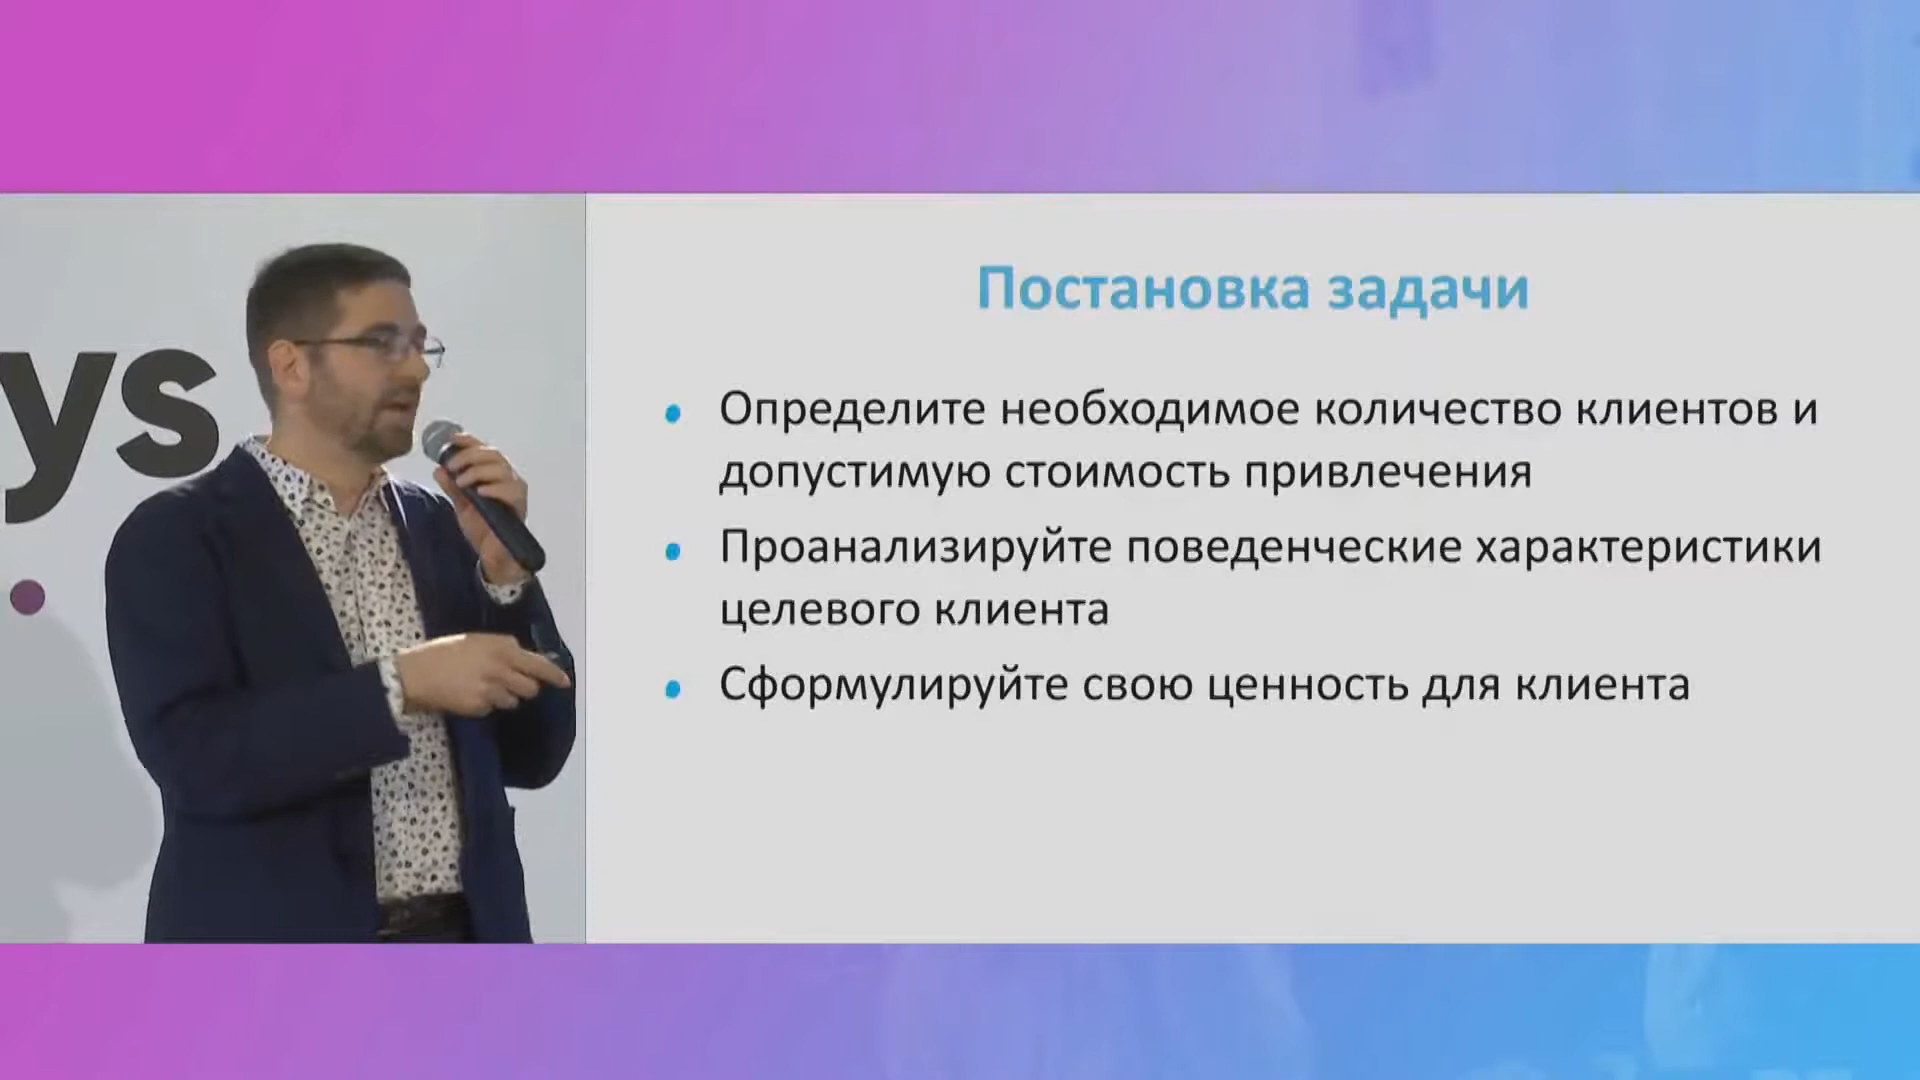 ys
Постановка задачи
Определите необходимое количество клиентов и
допустимую стоимость привлечения
Проанализируйте поведенческие характеристики
целевого клиента
Сформулируйте свою ценность для клиента